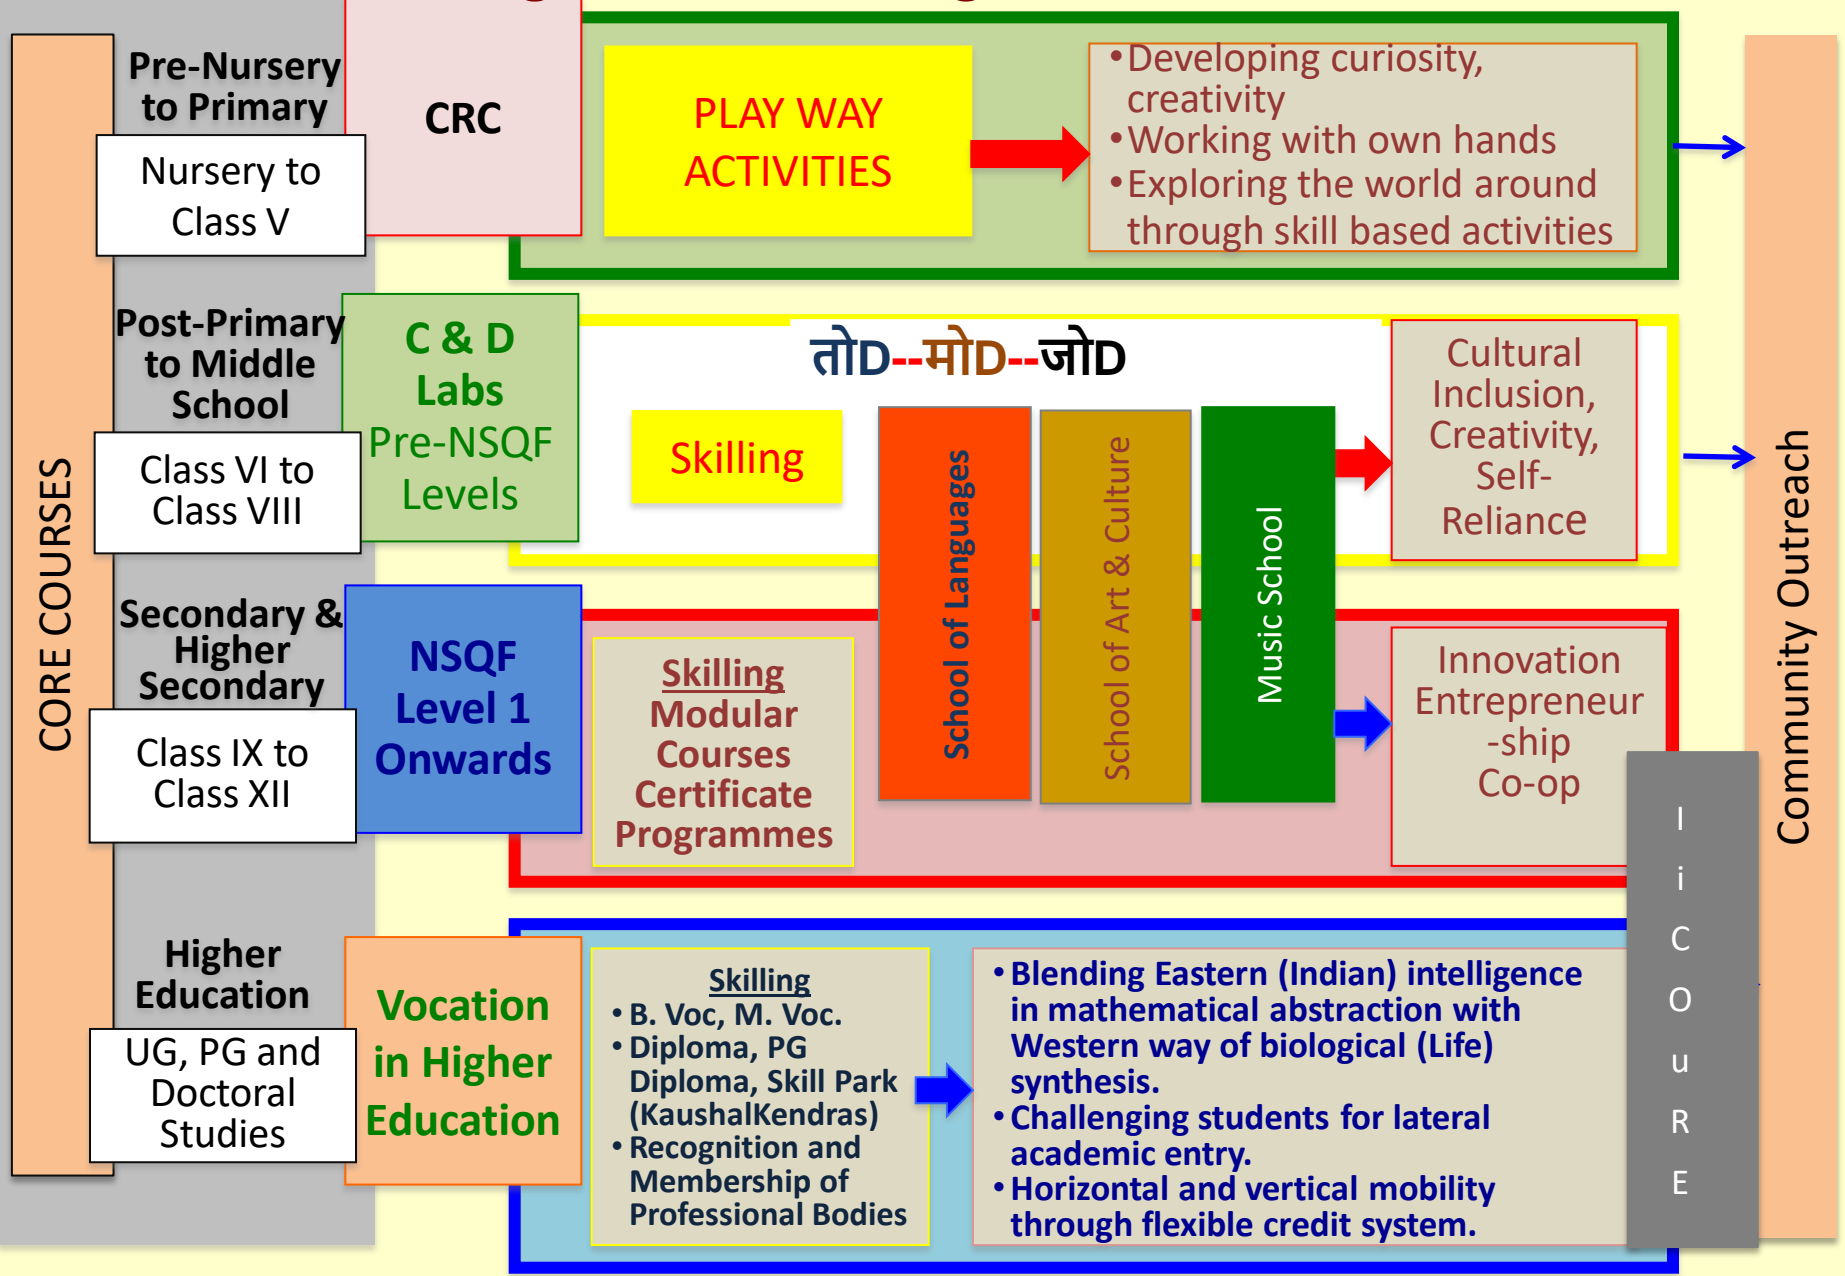 CORE COURSES
Pre-Nursery
to Primary
Nursery to
Class V
CRC
PLAY WAY
ACTIVITIES
•Developing curiosity,
creativity
•Working with own hands
•Exploring the world around
through skill based activities
Post-Primary
to Middle
School
Class VI to
Class VIII
C & D
Labs
Pre-NSQF
Levels
तोD--मोD--जोD
Skilling
School of Languages
School of Art & Culture
Music School
Cultural
Inclusion,
Creativity,
Self-
Reliance
Secondary &
Higher
Secondary
Class IX to
Class XII
NSQF
Level 1
Onwards
Skilling
Modular
Courses
Certificate
Programmes
Innovation
Entrepreneur
-ship
Co-op
Higher
Education
UG, PG and
Doctoral
Studies
Vocation
in Higher
Education
Skilling
• B. Voc, M. Voc.
• Diploma, PG
Diploma, Skill Park
(KaushalKendras)
• Recognition and
Membership of
Professional Bodies
• Blending Eastern (Indian) intelligence
in mathematical abstraction with
Western way of biological (Life)
synthesis.
• Challenging students for lateral
academic entry.
• Horizontal and vertical mobility
through flexible credit system.
I
i
C
O
u
R
E
Community Outreach